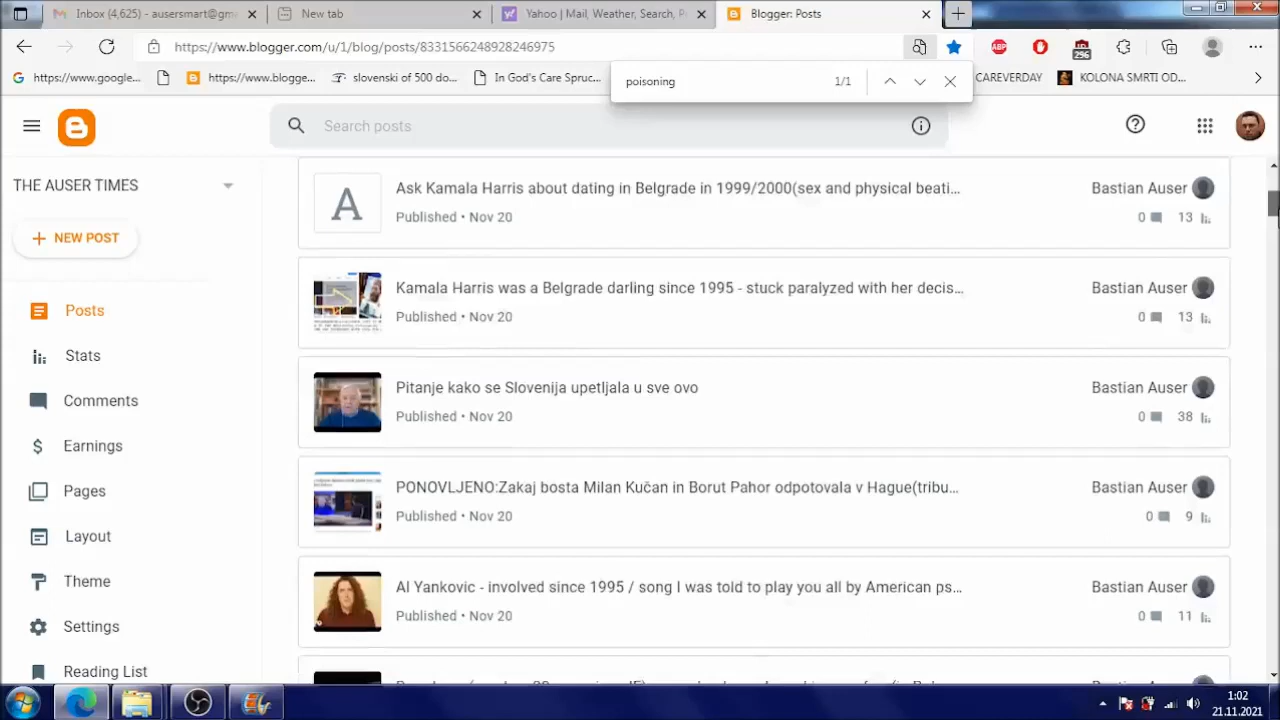 Inbox (4,625) - ausersmart@gm
New tab
Yahoo | Mail, Weather, Search, P
Blogger: Posts
https://www.blogger.com/u/1/blog/posts/8331566248928246975
ABP
296
https://www.google...
https://www.blogge...
slovenski of 500 do...
In God's Care Spruc...
CAREVERDAY
KOLONA SMRTI OD...
poisoning
1/1
Search posts
THE AUSER TIMES
NEW POST
Posts
Stats
Comments
Earnings
Pages
Layout
Theme
Settings
Reading List
A
Ask Kamala Harris about dating in Belgrade in 1999/2000(sex and physical beati...
Bastian Auser
Published • Nov 20
0
13
Kamala Harris was a Belgrade darling since 1995 - stuck paralyzed with her decis...
Bastian Auser
Published • Nov 20
0
13
Pitanje kako se Slovenija upetljala u sve ovo
Bastian Auser
Published • Nov 20
0
38
PONOVLJENO:Zakaj bosta Milan Kučan in Borut Pahor odpotovala v Hague(tribu...
Bastian Auser
Published • Nov 20
0
9
Al Yankovic - involved since 1995 / song I was told to play you all by American ps...
Bastian Auser
Published • Nov 20
0
11
1:02
21.11.2021